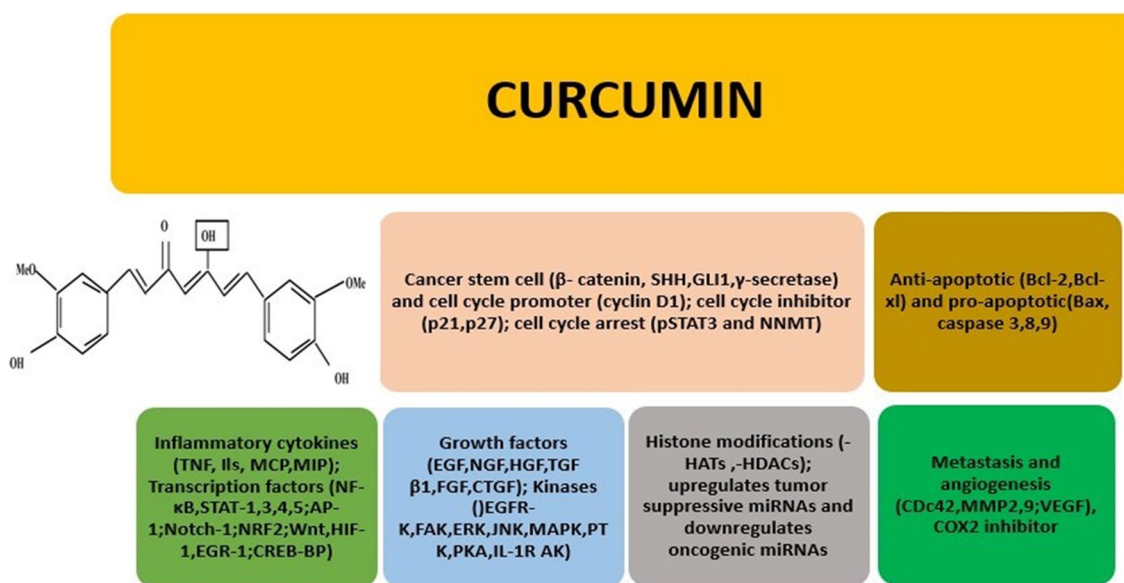 CURCUMIN
O
OH
MeO
OMe
OH
OH
Cancer stem cell (β- catenin, SHH,GLI1,γ-secretase)
and cell cycle promoter (cyclin D1); cell cycle inhibitor
(p21,p27); cell cycle arrest (pSTAT3 and NNMT)
Anti-apoptotic (Bcl-2,Bcl-
xl) and pro-apoptotic(Bax,
caspase 3,8,9)
Inflammatory cytokines
(TNF, Ils, MCP,MIP);
Transcription factors (NF-
κB,STAT-1,3,4,5;AP-
1;Notch-1;NRF2;Wnt,HIF-
1,EGR-1;CREB-BP)
Growth factors
(EGF,NGF,HGF,TGF
β1,FGF,CTGF); Kinases
()EGFR-
K,FAK,ERK,JNK,MAPK,PT
K,PKA,IL-1R AK)
Histone modifications (-
HATs ,-HDACs);
upregulates tumor
suppressive miRNAs and
downregulates
oncogenic miRNAs
Metastasis and
angiogenesis
(CDc42,MMP2,9;VEGF),
COX2 inhibitor